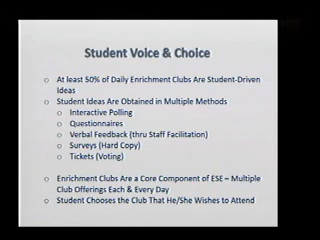 Student Voice & Choice
o At least 50% of Daily Enrichment Clubs Are Student-Driven
Ideas
o Student Ideas Are Obtained in Multiple Methods
o Interactive Polling
o Questionnaires
o Verbal Feedback (thru Staff Facilitation)
o Surveys (Hard Copy)
o Tickets (Voting)
o Enrichment Clubs Are a Core Component of ESE – Multiple
Club Offerings Each & Every Day
o Student Chooses the Club That He/She Wishes to Attend